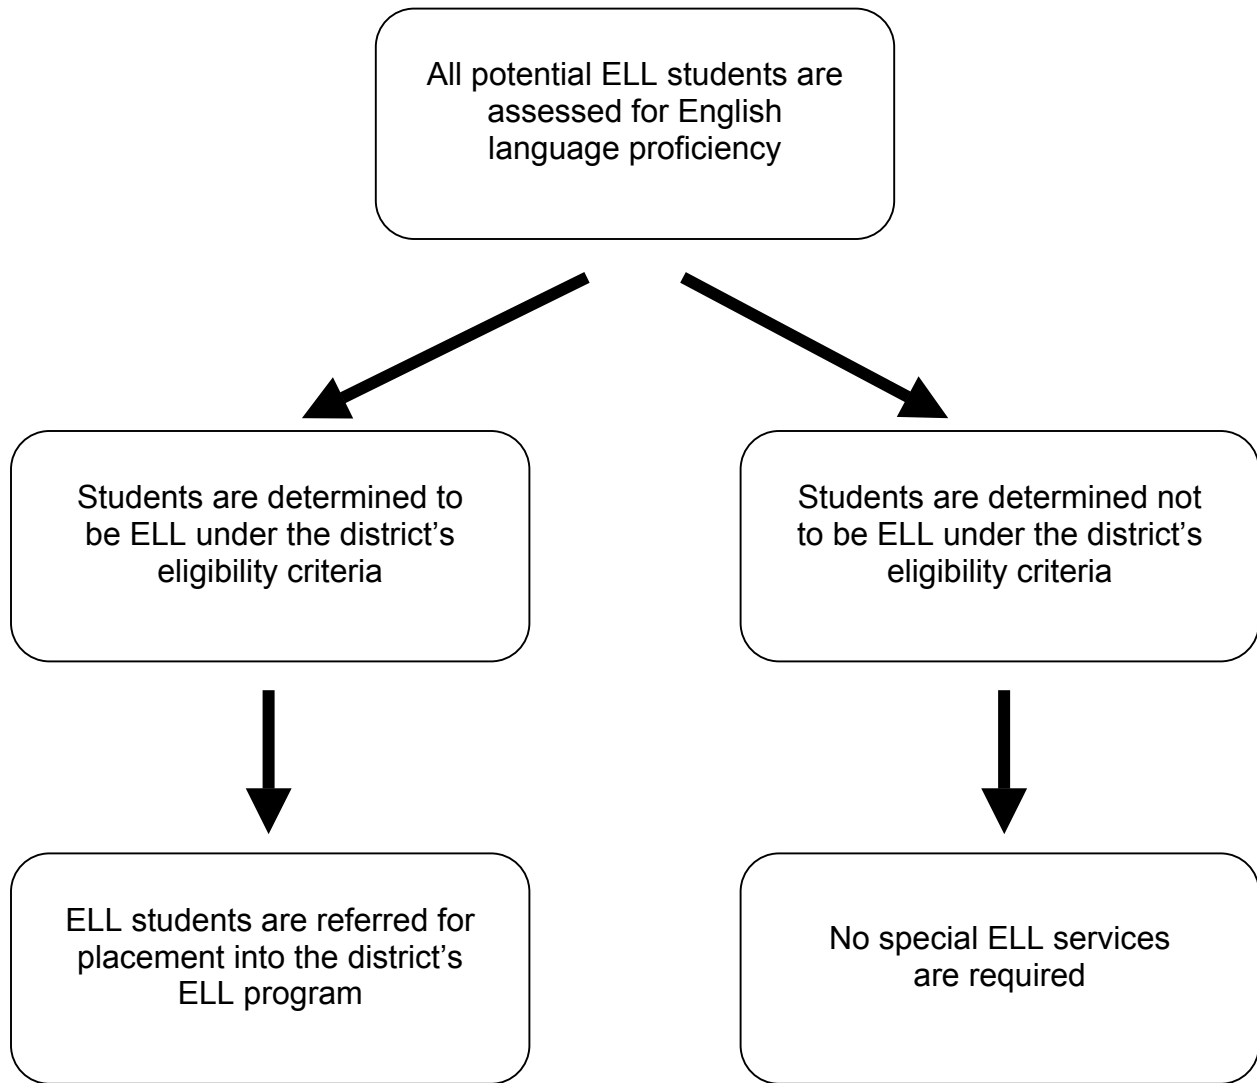 All potential ELL students are
assessed for English
language proficiency
Students are determined to
be ELL under the district’s
eligibility criteria
Students are determined not
to be ELL under the district’s
eligibility criteria
ELL students are referred for
placement into the district’s
ELL program
No special ELL services
are required